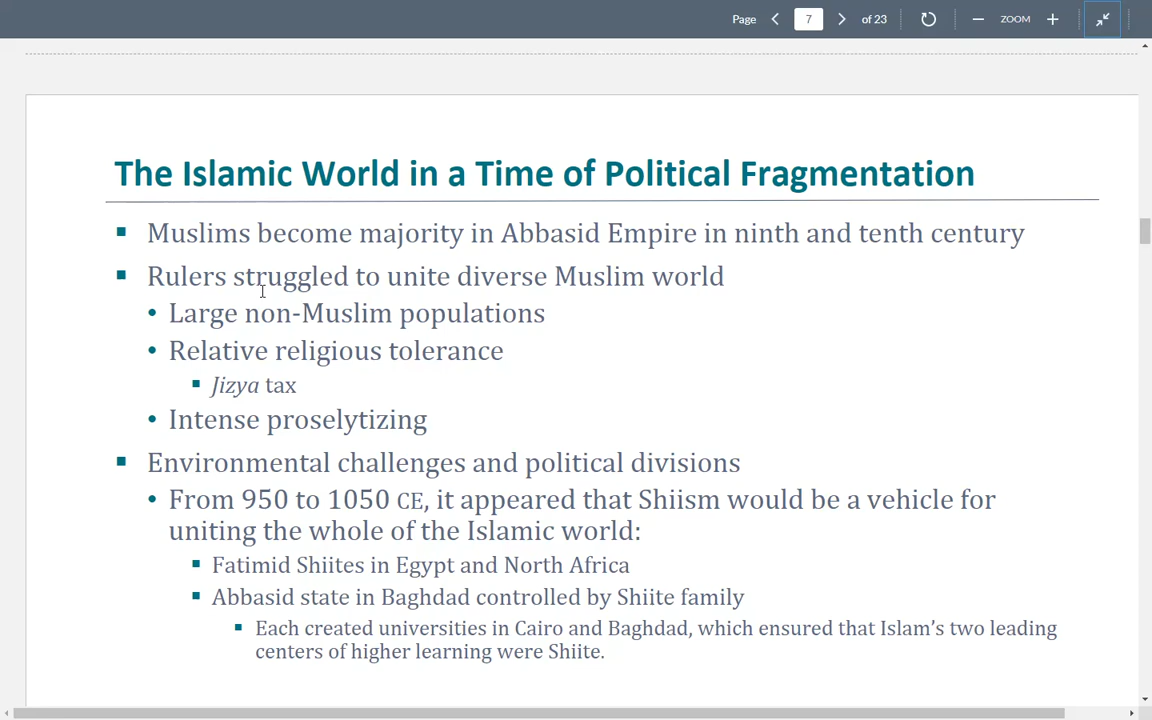 Page 7 of 23 ZOOM
The Islamic World in a Time of Political Fragmentation
▪ Muslims become majority in Abbasid Empire in ninth and tenth century
▪ Rulers struggled to unite diverse Muslim world
• Large non-Muslim populations
• Relative religious tolerance
▪ Jizya tax
• Intense proselytizing
▪ Environmental challenges and political divisions
• From 950 to 1050 CE, it appeared that Shiism would be a vehicle for
uniting the whole of the Islamic world:
▪ Fatimid Shiites in Egypt and North Africa
▪ Abbasid state in Baghdad controlled by Shiite family
▪ Each created universities in Cairo and Baghdad, which ensured that Islam's two leading
centers of higher learning were Shiite.